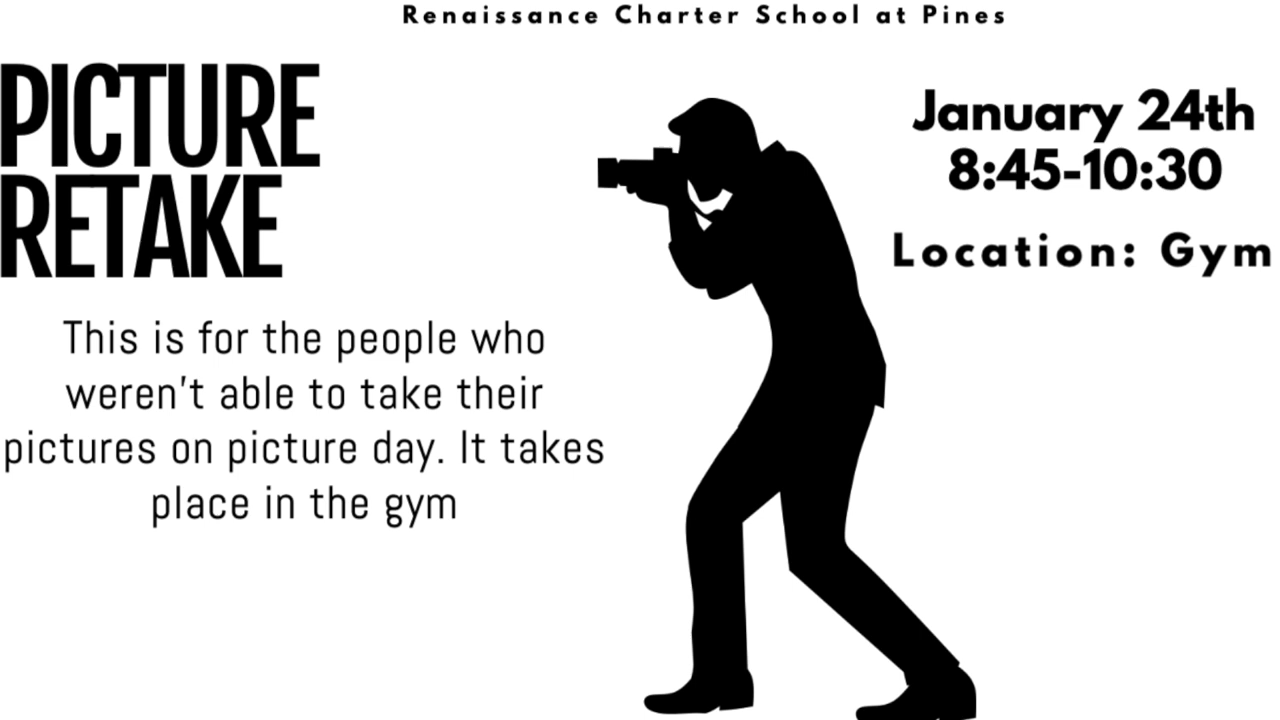 Renaissance Charter School at Pines
PICTURE
RETAKE
January 24th
8:45-10:30
Location: Gym
This is for the people who
weren't able to take their
pictures on picture day. It takes
place in the gym